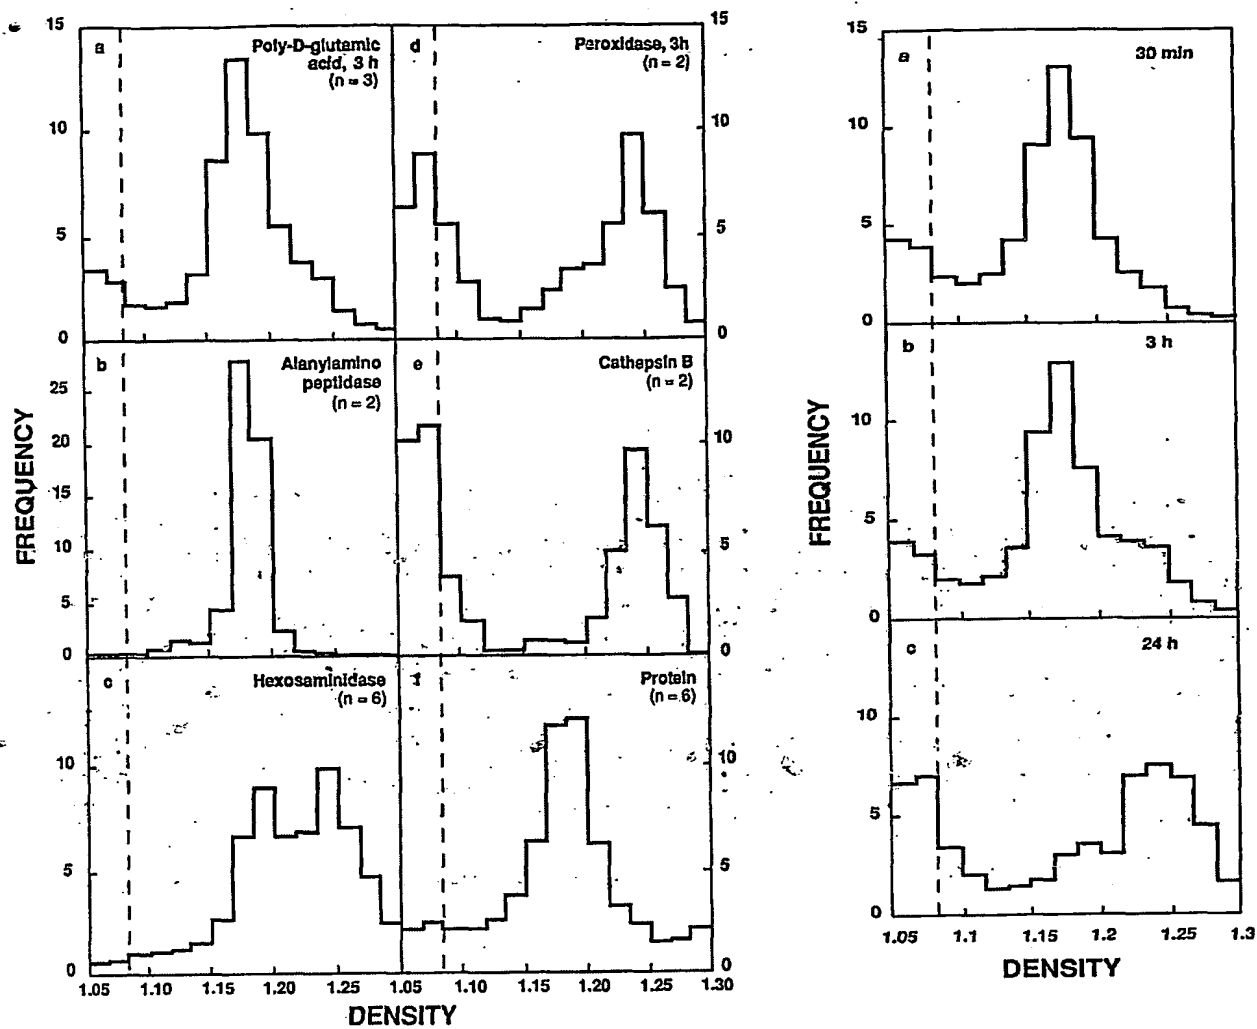 15
a
Poly-D-glutamic
acid, 3 h
(n = 3)
10
5
0
d
Peroxidase, 3h
(n = 2)
15
10
5
0
b
Alanylamino
peptidase
(n = 2)
25
20
15
10
5
0
e
Cathepsin B
(n = 2)
10
5
0
c
Hexosaminidase
(n = 6)
10
5
0
f
Protein
(n = 6)
10
5
0
FREQUENCY
1.05 1.10 1.15 1.20 1.25 1.05 1.10 1.15 1.20 1.25 1.30
DENSITY
15
a
30 min
10
5
0
b
3 h
10
5
0
c
24 h
10
5
0
FREQUENCY
1.05 1.1 1.15 1.2 1.25 1.3
DENSITY